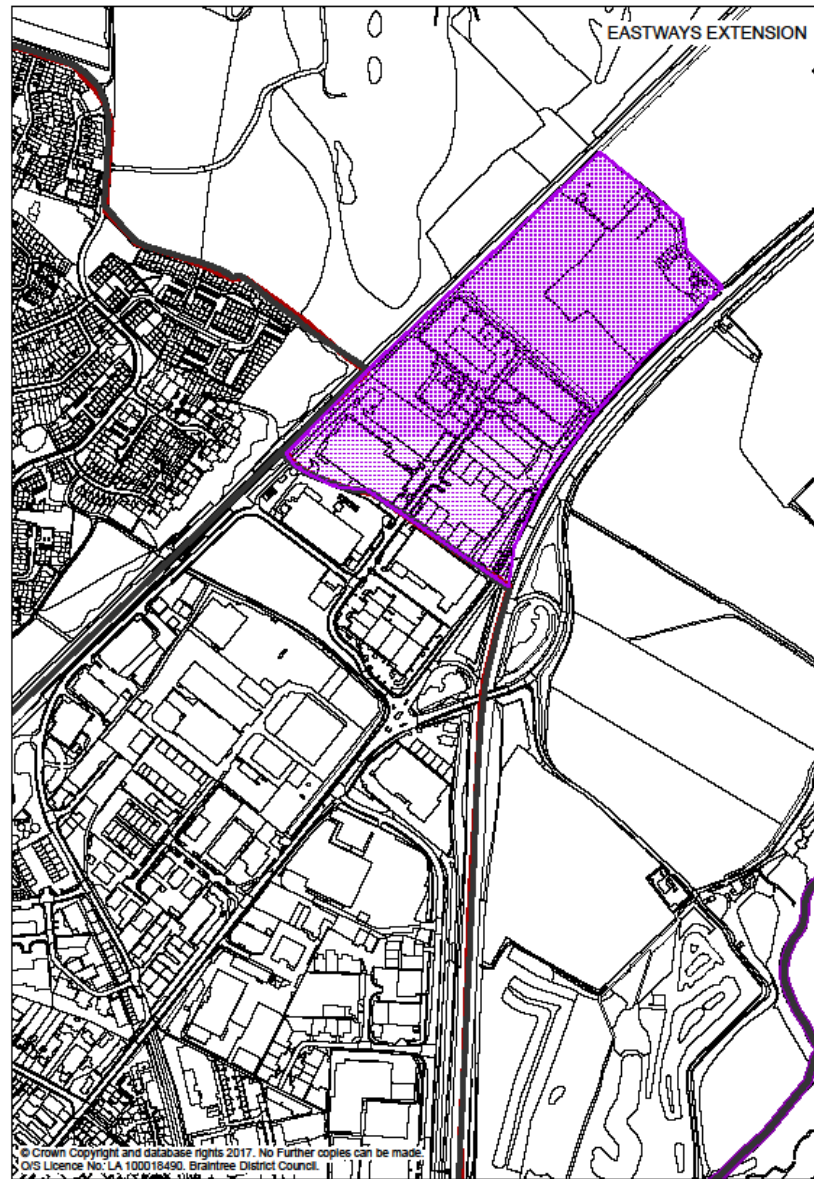 EASTWAYS EXTENSION
© Crown Copyright and database rights 2017. No Further copies can be made.
O/S Licence No: LA 100018490. Braintree District Council.